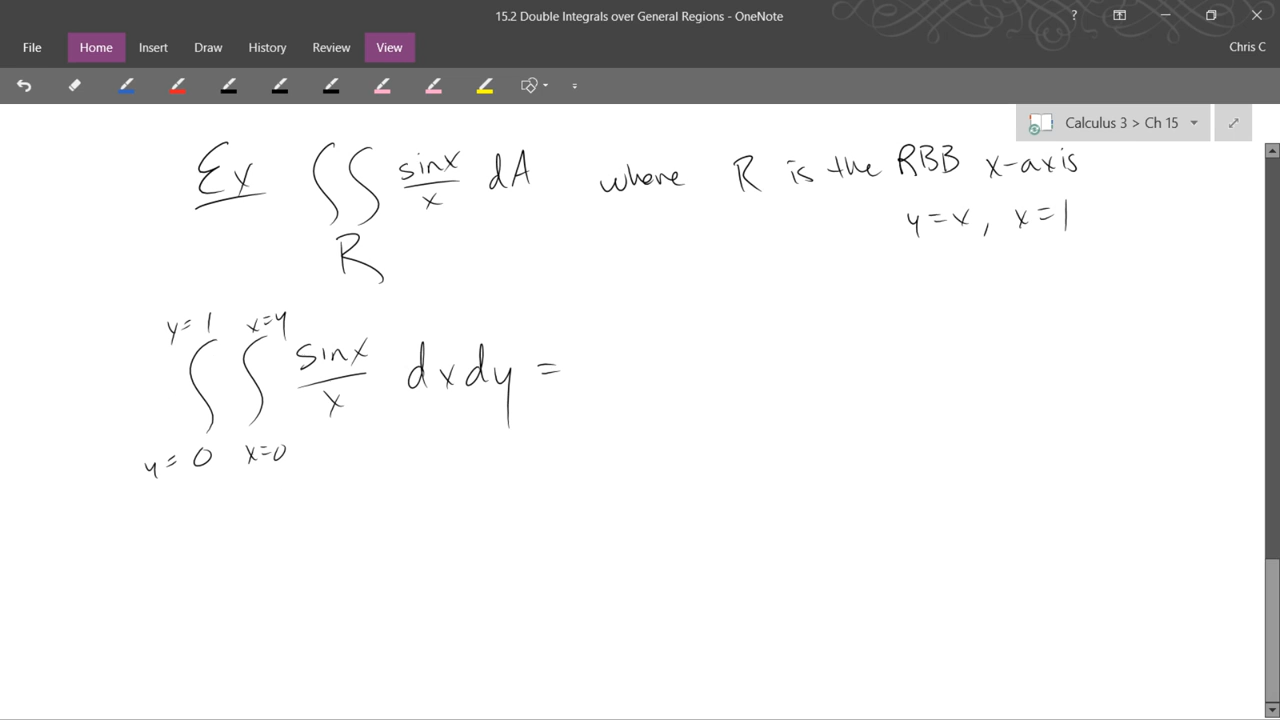 15.2 Double Integrals over General Regions - OneNote
?
File Home Insert Draw History Review View
Chris C
Calculus 3 > Ch 15
Ex ∫∫ sinx/x dA where R is the RBB x-axis
R
y=x, x=1
y=1 x=y
∫∫ sinx/x dxdy =
y=0 x=0